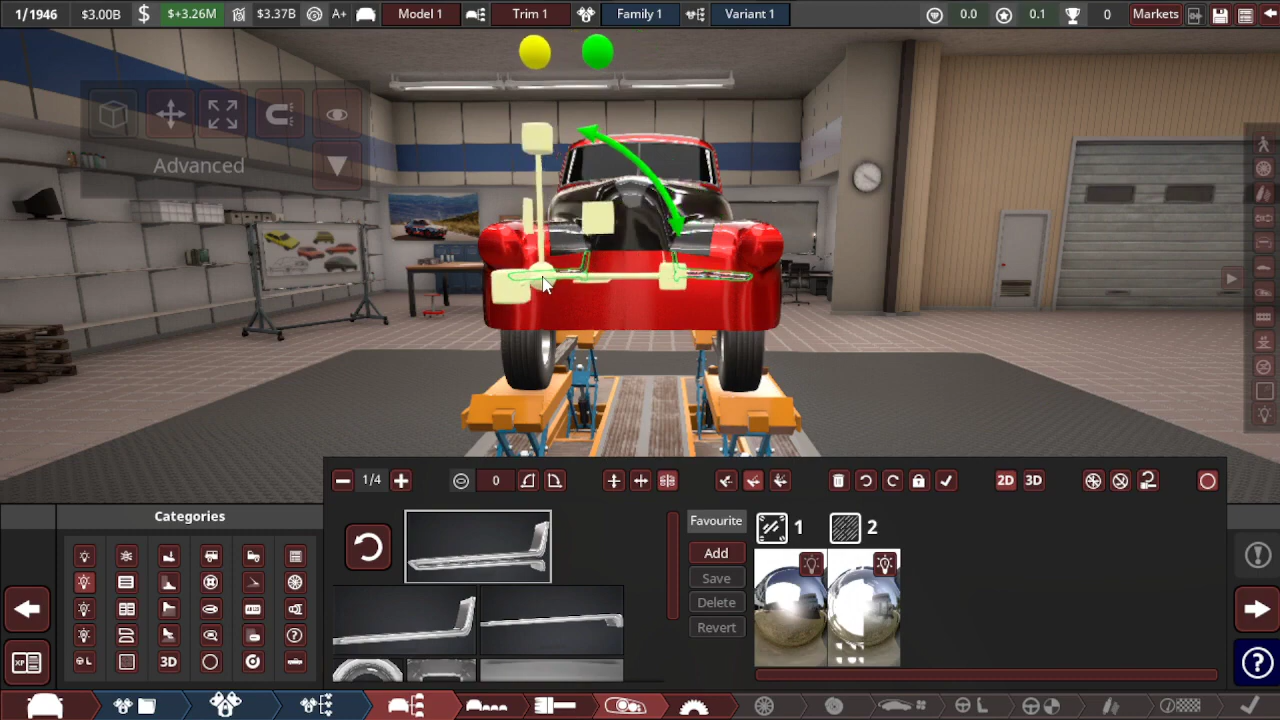 1/1946 $3.00B $+3.26M $3.37B A+ Model 1 Trim 1 Family 1 Variant 1 0.0 0.1 0 Markets
Advanced
1/4 0 2D 3D
Categories
Favourite 1 2
Add
Save
Delete
Revert
3D
L
XP
?
L